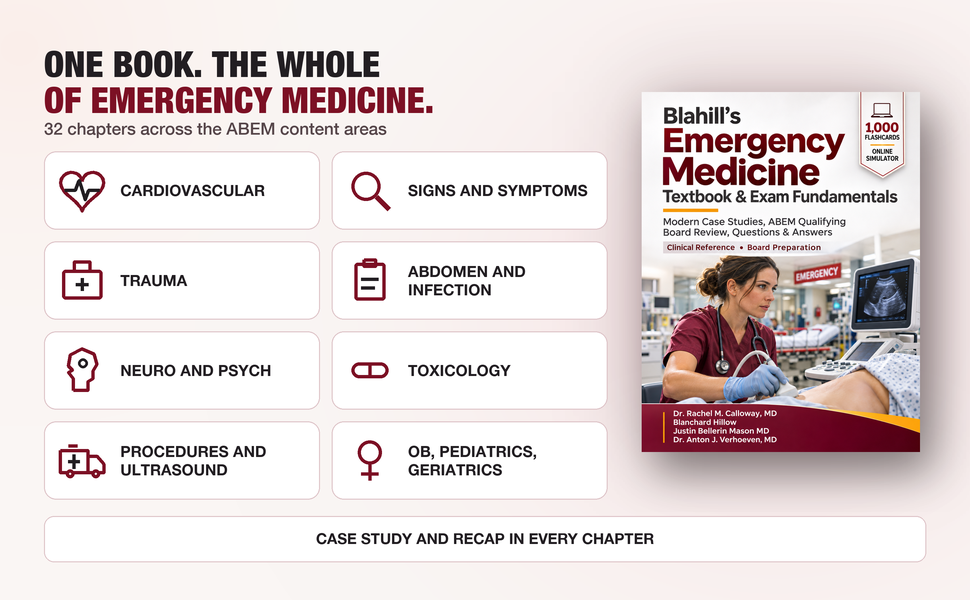 ONE BOOK. THE WHOLE
OF EMERGENCY MEDICINE.
32 chapters across the ABEM content areas
CARDIOVASCULAR
SIGNS AND SYMPTOMS
TRAUMA
ABDOMEN AND
INFECTION
NEURO AND PSYCH
TOXICOLOGY
PROCEDURES AND
ULTRASOUND
OB, PEDIATRICS,
GERIATRICS
CASE STUDY AND RECAP IN EVERY CHAPTER
Blahill's
Emergency
Medicine
Textbook & Exam Fundamentals
1,000
FLASHCARDS
ONLINE
SIMULATOR
Modern Case Studies, ABEM Qualifying
Board Review, Questions & Answers
Clinical Reference • Board Preparation
EMERGENCY
Dr. Rachel M. Calloway, MD
Blanchard Hillow
Justin Bellerin Mason MD
Dr. Anton J. Verhoeven, MD